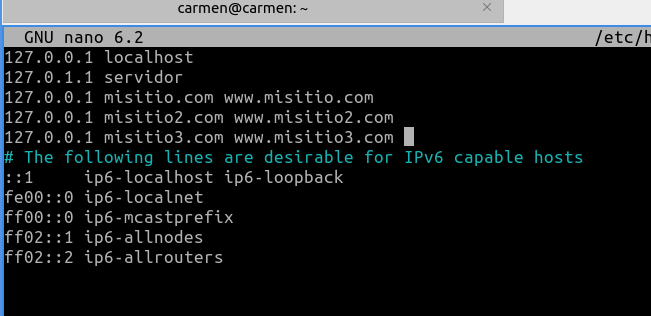 carmen@carmen: ~
GNU nano 6.2 /etc/h
127.0.0.1 localhost
127.0.1.1 servidor
127.0.0.1 misitio.com www.misitio.com
127.0.0.1 misitio2.com www.misitio2.com
127.0.0.1 misitio3.com www.misitio3.com
# The following lines are desirable for IPv6 capable hosts
::1     ip6-localhost ip6-loopback
fe00::0 ip6-localnet
ff00::0 ip6-mcastprefix
ff02::1 ip6-allnodes
ff02::2 ip6-allrouters